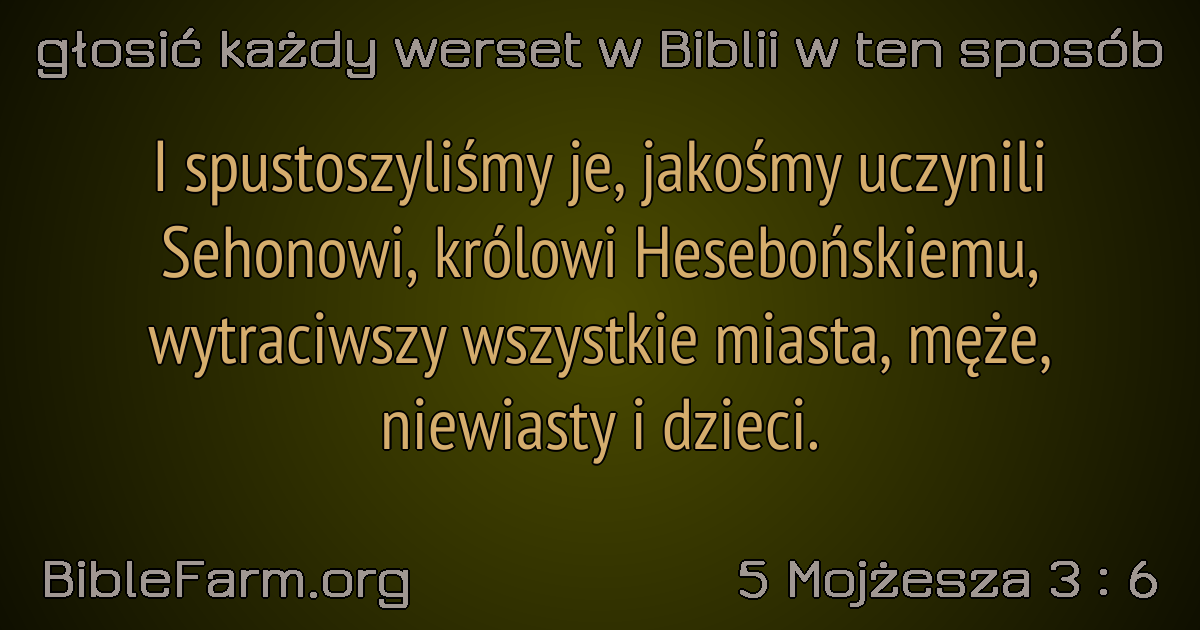 głosić każdy werset w Biblii w ten sposób
I spustoszyliśmy je, jakośmy uczynili
Sehonowi, królowi Hesebońskiemu,
wytraciwszy wszystkie miasta, męże,
niewiasty i dzieci.
BibleFarm.org
5 Mojżesza 3 : 6